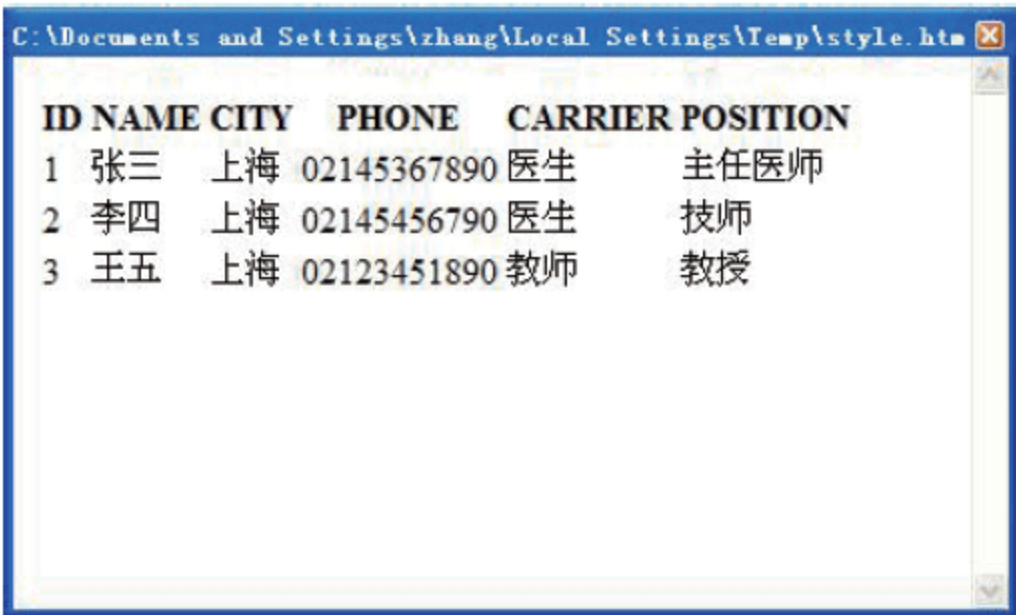 C:\Documents and Settings\zhang\Local Settings\Temp\style.htm
ID NAME CITY PHONE CARRIER POSITION
1 张三 上海 02145367890 医生 主任医师
2 李四 上海 02145456790 医生 技师
3 王五 上海 02123451890 教师 教授